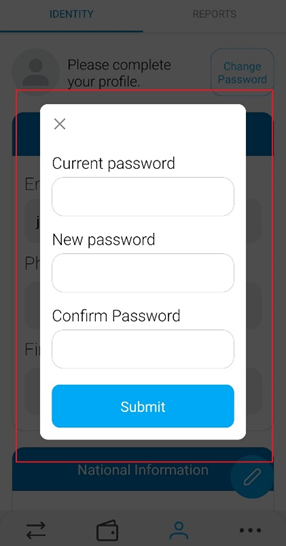 IDENTITY
REPORTS
Please complete
your profile.
Change
Password
Current password
New password
Confirm Password
Submit
National Information